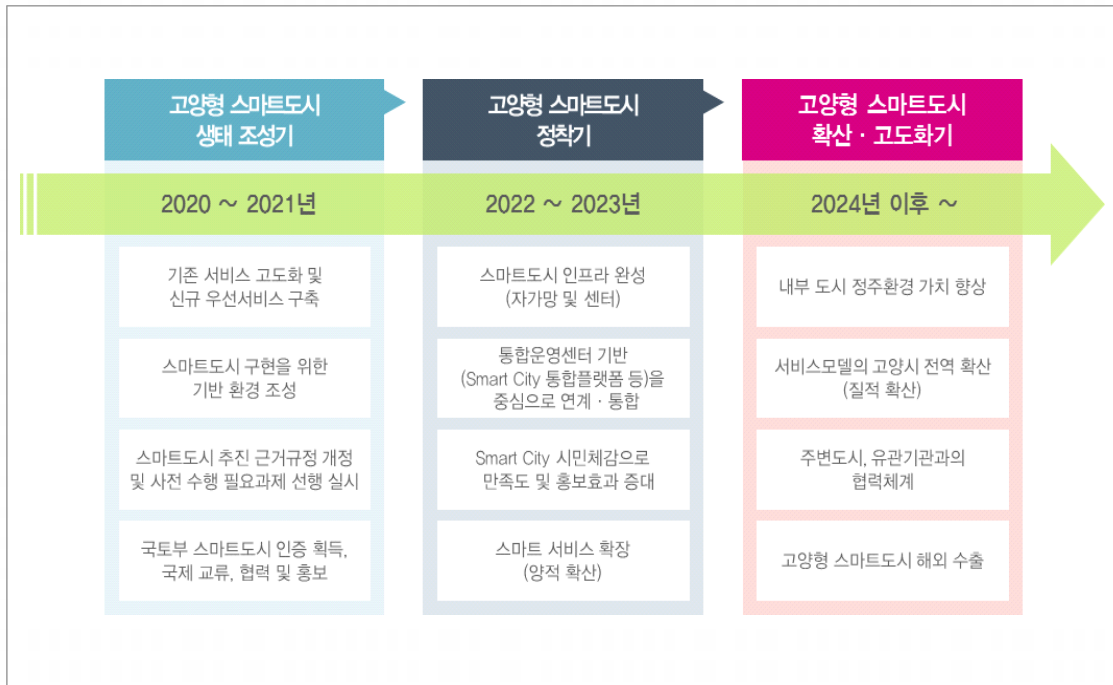 고양형 스마트도시
생태 조성기
2020 ~ 2021년
기존 서비스 고도화 및
신규 우선서비스 구축
스마트도시 구현을 위한
기반 환경 조성
스마트도시 추진 근거규정 개정
및 사전 수행 필요과제 선행 실시
국토부 스마트도시 인증 획득,
국제 교류, 협력 및 홍보
고양형 스마트도시
정착기
2022 ~ 2023년
스마트도시 인프라 완성
(자가망 및 센터)
통합운영센터 기반
(Smart City 통합플랫폼 등)을
중심으로 연계 · 통합
Smart City 시민체감으로
만족도 및 홍보효과 증대
스마트 서비스 확장
(양적 확산)
고양형 스마트도시
확산 · 고도화기
2024년 이후 ~
내부 도시 정주환경 가치 향상
서비스모델의 고양시 전역 확산
(질적 확산)
주변도시, 유관기관과의
협력체계
고양형 스마트도시 해외 수출